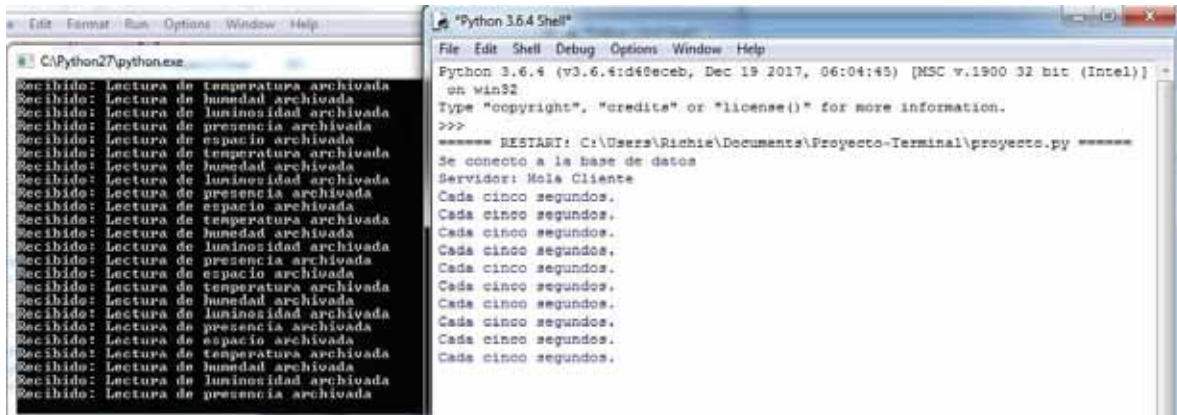 Edit Format Run Options Window Help
C:\Python27\python.exe
Recibido: Lectura de temperatura archivada
Recibido: Lectura de humedad archivada
Recibido: Lectura de luminosidad archivada
Recibido: Lectura de presencia archivada
Recibido: Lectura de espacio archivada
Recibido: Lectura de temperatura archivada
Recibido: Lectura de humedad archivada
Recibido: Lectura de luminosidad archivada
Recibido: Lectura de presencia archivada
Recibido: Lectura de espacio archivada
Recibido: Lectura de temperatura archivada
Recibido: Lectura de humedad archivada
Recibido: Lectura de luminosidad archivada
Recibido: Lectura de presencia archivada
Recibido: Lectura de espacio archivada
Recibido: Lectura de temperatura archivada
Recibido: Lectura de humedad archivada
Recibido: Lectura de luminosidad archivada
Recibido: Lectura de presencia archivada
Recibido: Lectura de espacio archivada
Recibido: Lectura de temperatura archivada
Recibido: Lectura de humedad archivada
Recibido: Lectura de luminosidad archivada
Recibido: Lectura de presencia archivada
*Python 3.6.4 Shell*
File Edit Shell Debug Options Window Help
Python 3.6.4 (v3.6.4:d48eceb, Dec 19 2017, 06:04:45) [MSC v.1900 32 bit (Intel)]
on win32
Type "copyright", "credits" or "license()" for more information.
>>>
====== RESTART: C:\Users\Richie\Documents\Proyecto-Terminal\proyecto.py ======
Se conecto a la base de datos
Servidor: Hola Cliente
Cada cinco segundos.
Cada cinco segundos.
Cada cinco segundos.
Cada cinco segundos.
Cada cinco segundos.
Cada cinco segundos.
Cada cinco segundos.
Cada cinco segundos.
Cada cinco segundos.
Cada cinco segundos.